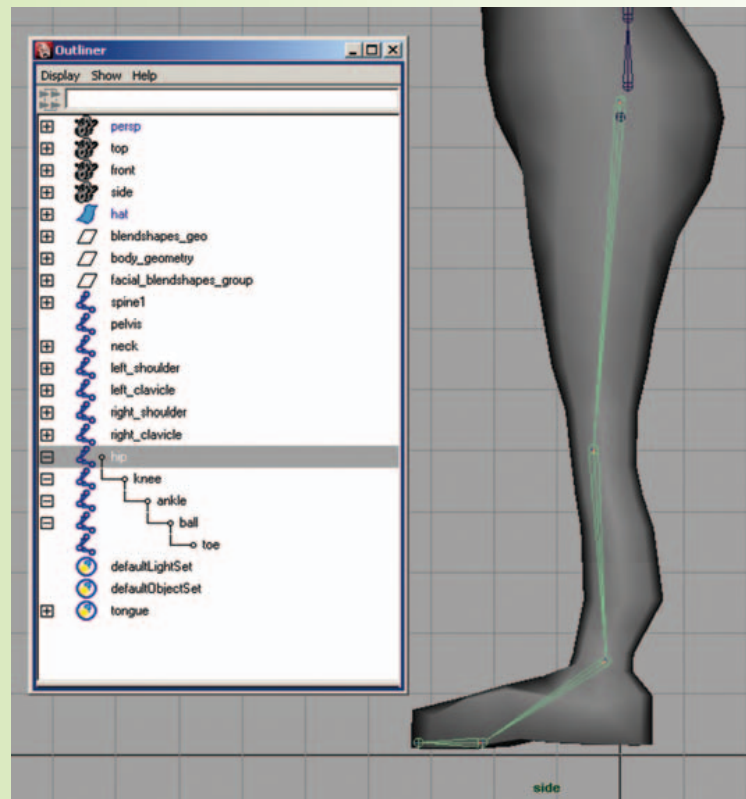 Outliner
Display Show Help
persp
top
front
side
hat
blendshapes_geo
body_geometry
facial_blendshapes_group
spine1
pelvis
neck
left_shoulder
left_clavicle
right_shoulder
right_clavicle
hip
knee
ankle
ball
toe
defaultLightSet
defaultObjectSet
tongue
side